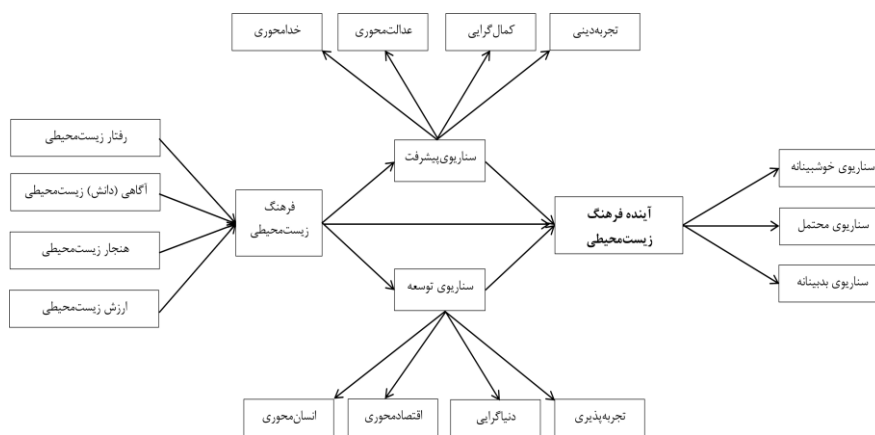 تجربه‌دینی
کمال‌گرایی
عدالت‌محوری
خدامحوری
رفتار زیست‌محیطی
آگاهی (دانش) زیست‌محیطی
هنجار زیست‌محیطی
ارزش زیست‌محیطی
فرهنگ
زیست‌محیطی
سناریوی‌پیشرفت
سناریوی توسعه
آینده فرهنگ
زیست‌محیطی
سناریوی خوشبینانه
سناریوی محتمل
سناریوی بدبینانه
تجربه‌پذیری
دنیاگرایی
اقتصادمحوری
انسان‌محوری